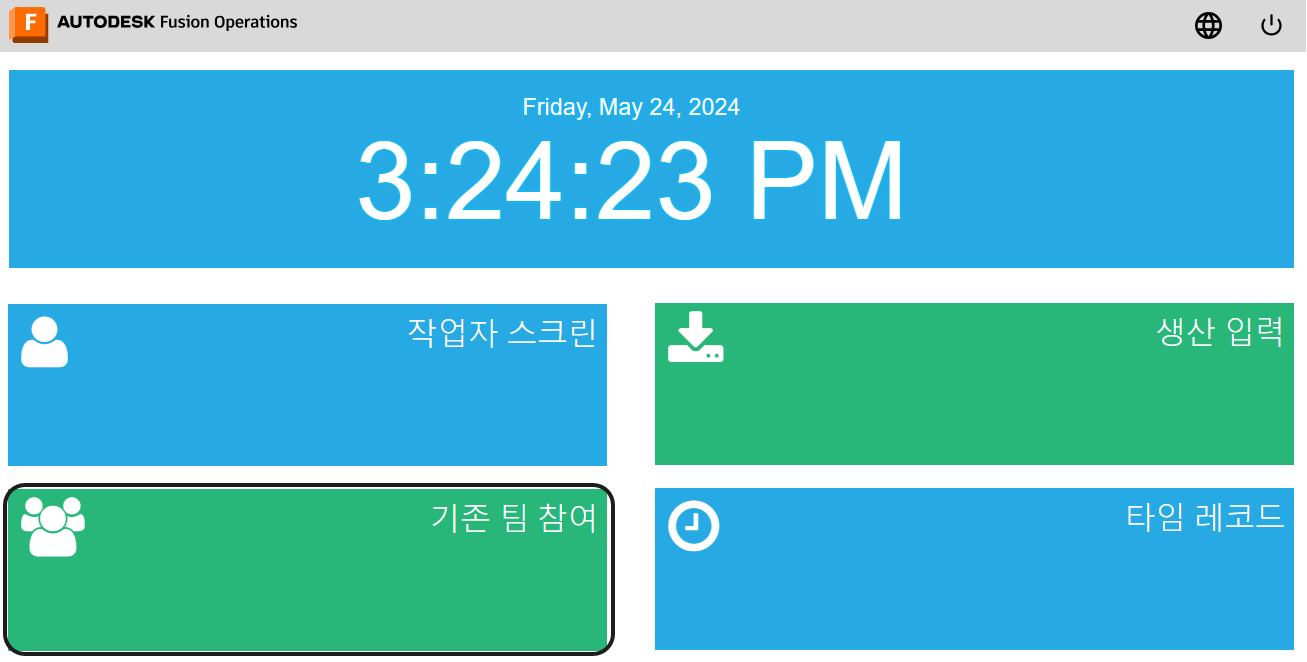 F AUTODESK Fusion Operations
Friday, May 24, 2024
3:24:23 PM
작업자 스크린
생산 입력
기존 팀 참여
타임 레코드